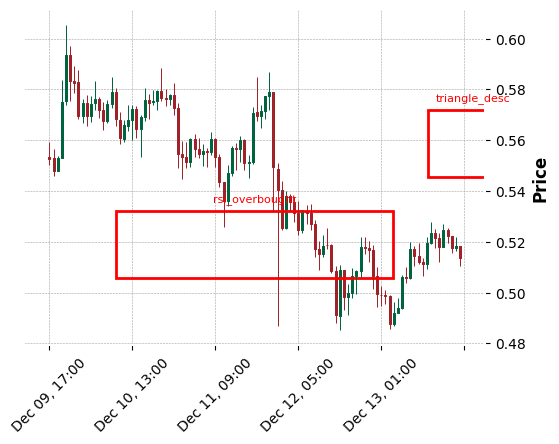 0.60
triangle_desc
0.58
0.56
Price
0.54
rsi_overbought
0.52
0.50
0.48
Dec 09, 17:00
Dec 10, 13:00
Dec 11, 09:00
Dec 12, 05:00
Dec 13, 01:00